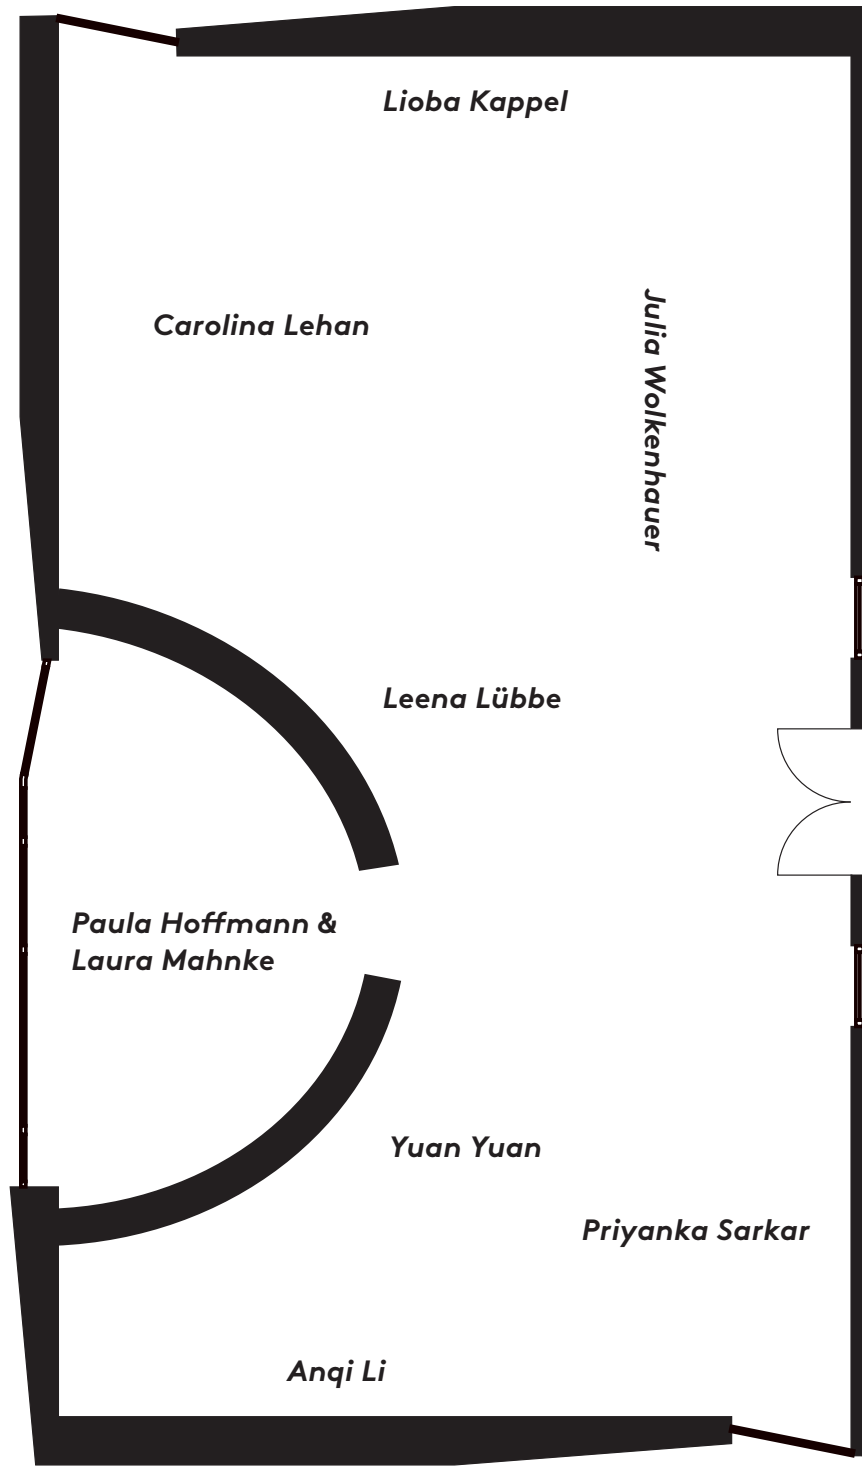 Lioba Kappel
Carolina Lehan
Julia Wolkenhauer
Leena Lübbe
Paula Hoffmann &
Laura Mahnke
Yuan Yuan
Priyanka Sarkar
Anqi Li